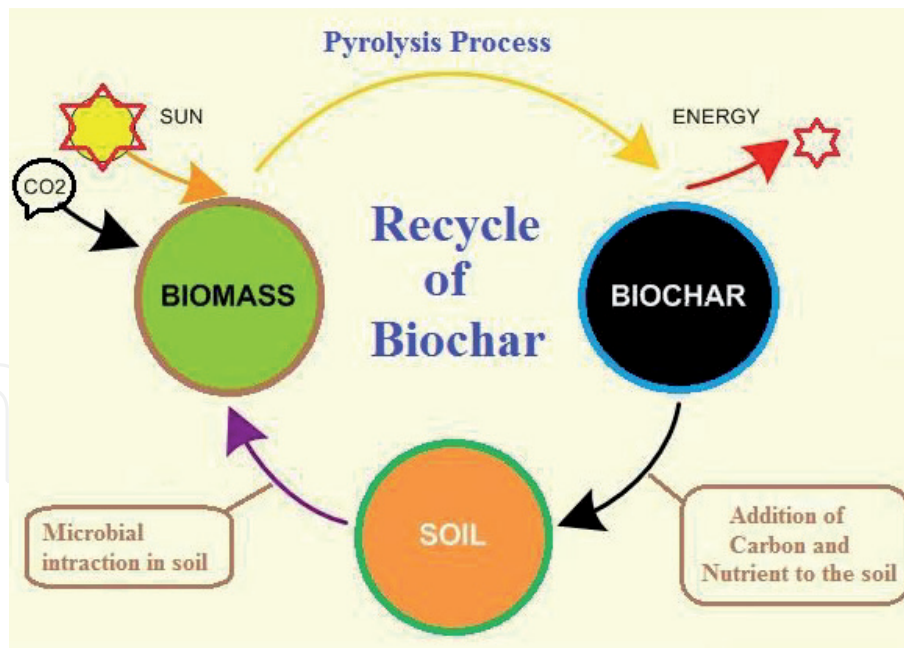 Pyrolysis Process
SUN
ENERGY
CO2
Recycle
of
Biochar
BIOMASS
BIOCHAR
SOIL
Microbial
intraction in soil
Addition of
Carbon and
Nutrient to the soil